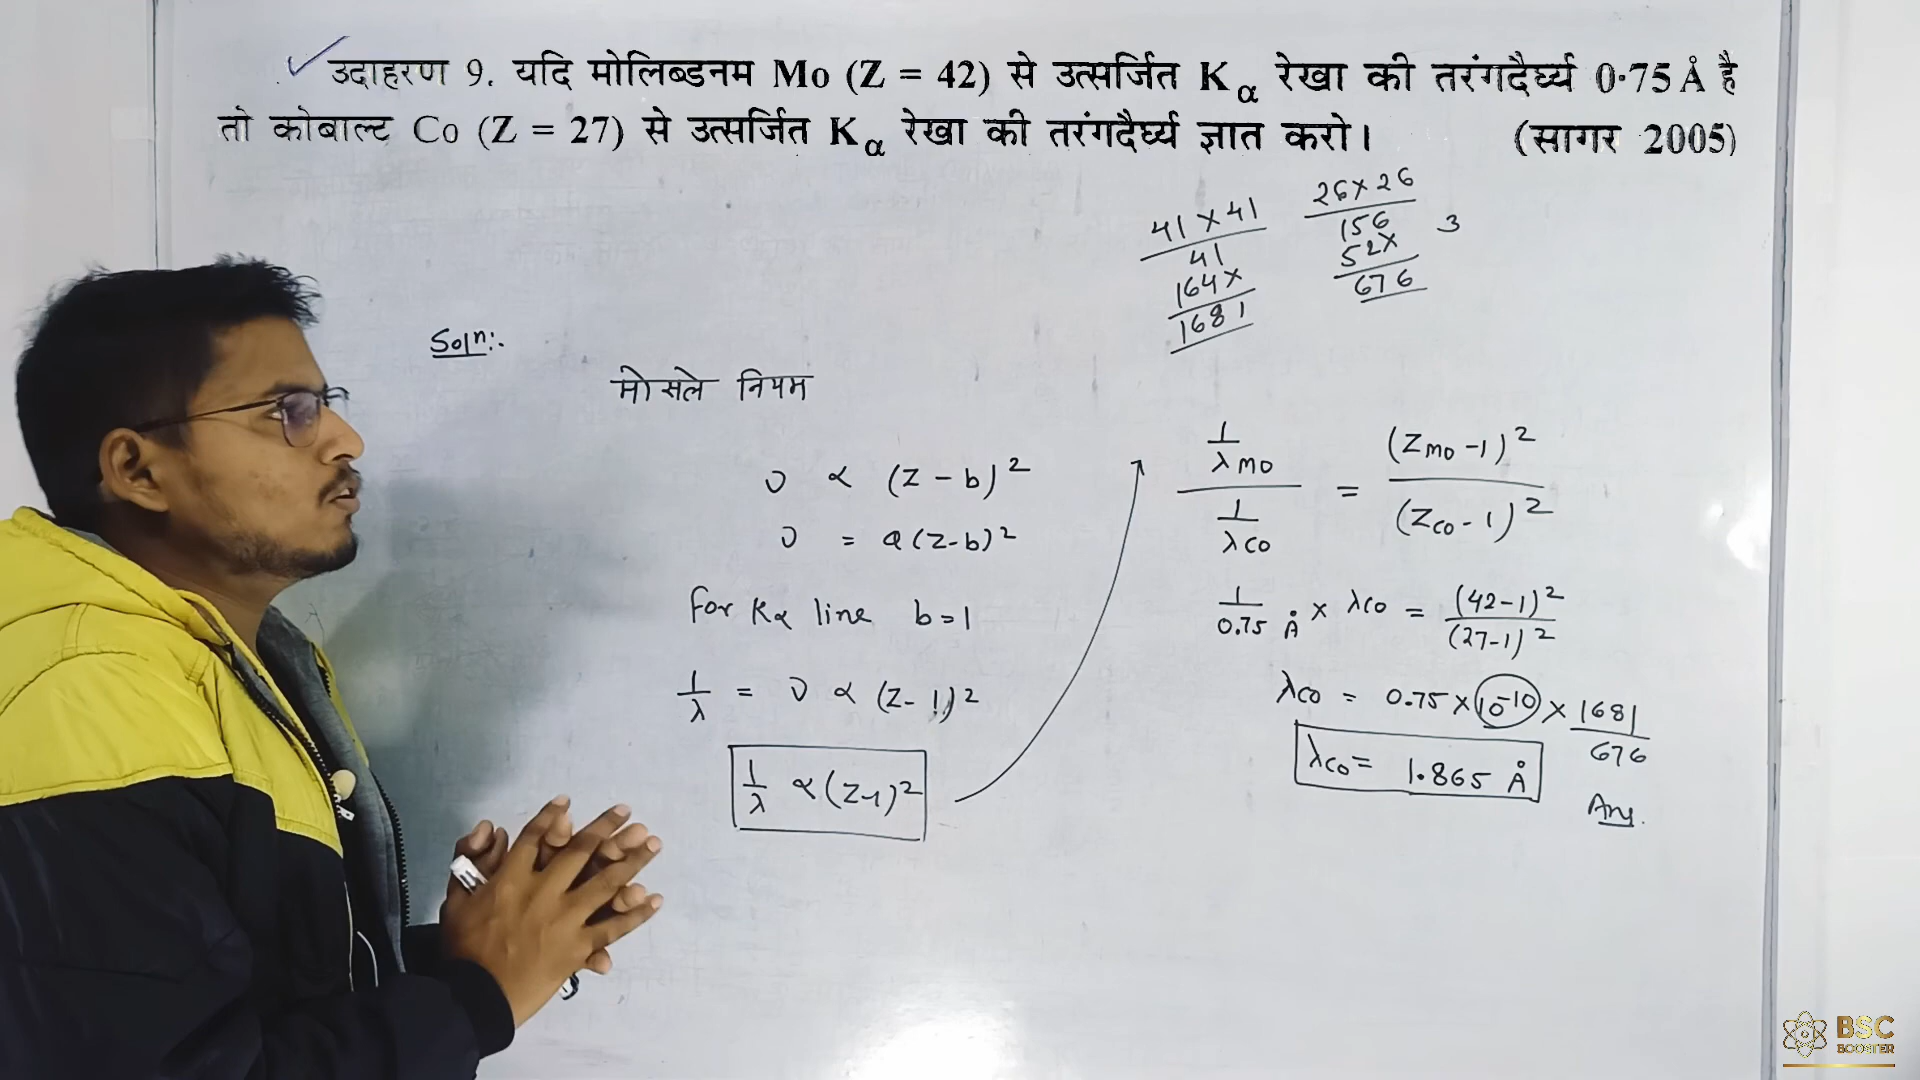 उदाहरण 9. यदि मोलिब्डनम Mo (Z = 42) से उत्सर्जित Kα रेखा की तरंगदैर्घ्य 0·75 Å है
तो कोबाल्ट Co (Z = 27) से उत्सर्जित Kα रेखा की तरंगदैर्घ्य ज्ञात करो। (सागर 2005)
41 × 41
41
164×
1681
26×26
156
52×
676
3
Soln:.
मोसले नियम
υ ∝ (Z - b)²
υ = a(Z-b)²
For Kα line b=1
1/λ = υ ∝ (Z-1)²
1/λ ∝ (Z-1)²
(1/λMo)/(1/λCo) = (ZMo-1)²/(ZCo-1)²
1/0.75 Å × λCo = (42-1)²/(27-1)²
λCo = 0.75 × 10⁻¹⁰ × 1681/676
λCo = 1.865 Å
Ans.
BSC
BOOSTER